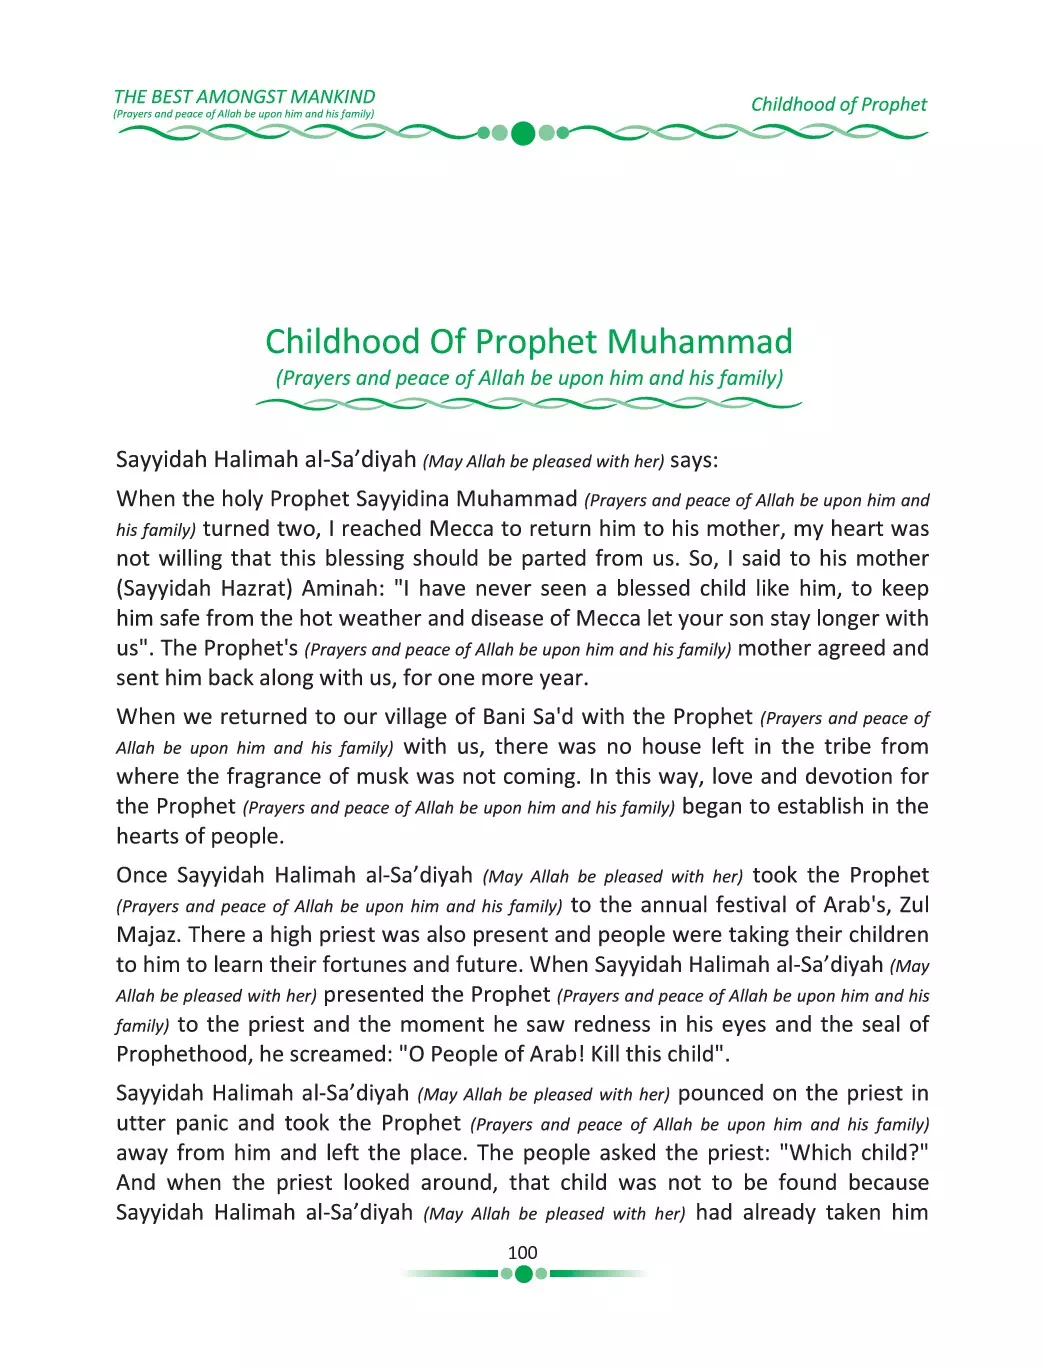 THE BEST AMONGST MANKIND
(Prayers and peace of Allah be upon him and his family)
Childhood of Prophet
Childhood Of Prophet Muhammad
(Prayers and peace of Allah be upon him and his family)
Sayyidah Halimah al-Sa’diyah (May Allah be pleased with her) says:
When the holy Prophet Sayyidina Muhammad (Prayers and peace of Allah be upon him and
his family) turned two, I reached Mecca to return him to his mother, my heart was
not willing that this blessing should be parted from us. So, I said to his mother
(Sayyidah Hazrat) Aminah: "I have never seen a blessed child like him, to keep
him safe from the hot weather and disease of Mecca let your son stay longer with
us". The Prophet's (Prayers and peace of Allah be upon him and his family) mother agreed and
sent him back along with us, for one more year.
When we returned to our village of Bani Sa'd with the Prophet (Prayers and peace of
Allah be upon him and his family) with us, there was no house left in the tribe from
where the fragrance of musk was not coming. In this way, love and devotion for
the Prophet (Prayers and peace of Allah be upon him and his family) began to establish in the
hearts of people.
Once Sayyidah Halimah al-Sa’diyah (May Allah be pleased with her) took the Prophet
(Prayers and peace of Allah be upon him and his family) to the annual festival of Arab's, Zul
Majaz. There a high priest was also present and people were taking their children
to him to learn their fortunes and future. When Sayyidah Halimah al-Sa’diyah (May
Allah be pleased with her) presented the Prophet (Prayers and peace of Allah be upon him and his
family) to the priest and the moment he saw redness in his eyes and the seal of
Prophethood, he screamed: "O People of Arab! Kill this child".
Sayyidah Halimah al-Sa’diyah (May Allah be pleased with her) pounced on the priest in
utter panic and took the Prophet (Prayers and peace of Allah be upon him and his family)
away from him and left the place. The people asked the priest: "Which child?"
And when the priest looked around, that child was not to be found because
Sayyidah Halimah al-Sa’diyah (May Allah be pleased with her) had already taken him
100